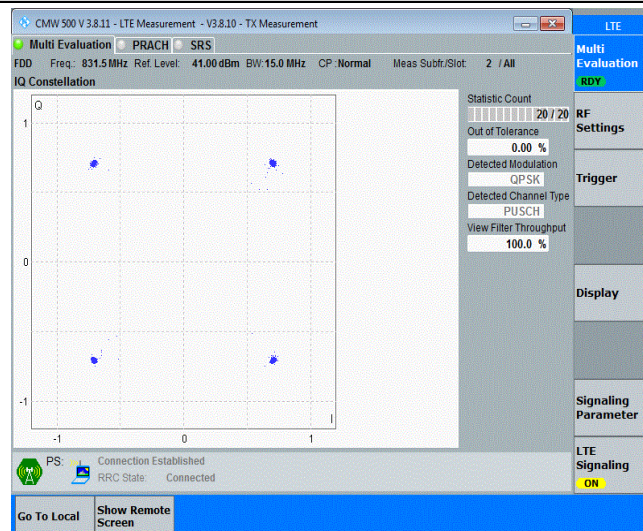 CMW 500 V 3.8.11 - LTE Measurement - V3.8.10 - TX Measurement
LTE
Multi Evaluation PRACH SRS
FDD Freq.: 831.5 MHz Ref. Level: 41.00 dBm BW: 15.0 MHz CP : Normal Meas Subfr./Slot: 2 / All
IQ Constellation
Q
1
0
-1
-1 0 1
I
Statistic Count
20 / 20
Out of Tolerance
0.00 %
Detected Modulation
QPSK
Detected Channel Type
PUSCH
View Filter Throughput
100.0 %
Multi
Evaluation
RDY
RF
Settings
Trigger
Display
Signaling
Parameter
LTE
Signaling
ON
PS: Connection Established
RRC State: Connected
Go To Local
Show Remote
Screen